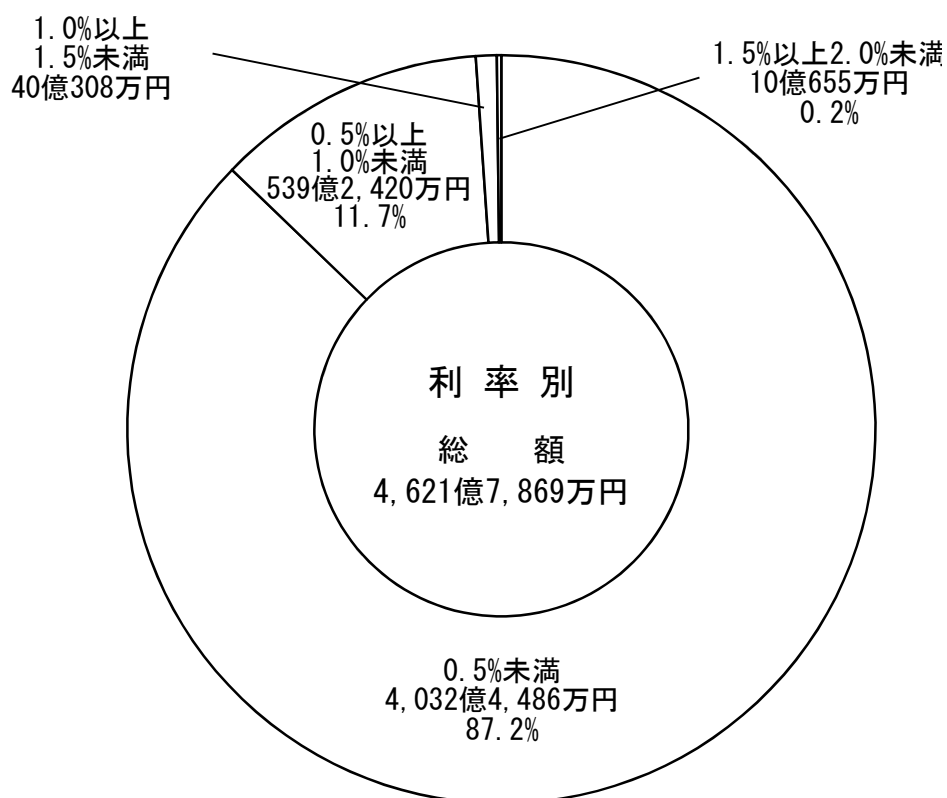 1.0%以上
1.5%未満
40億308万円
1.5%以上2.0%未満
10億655万円
0.2%
0.5%以上
1.0%未満
539億2,420万円
11.7%
利 率 別
総 額
4,621億7,869万円
0.5%未満
4,032億4,486万円
87.2%